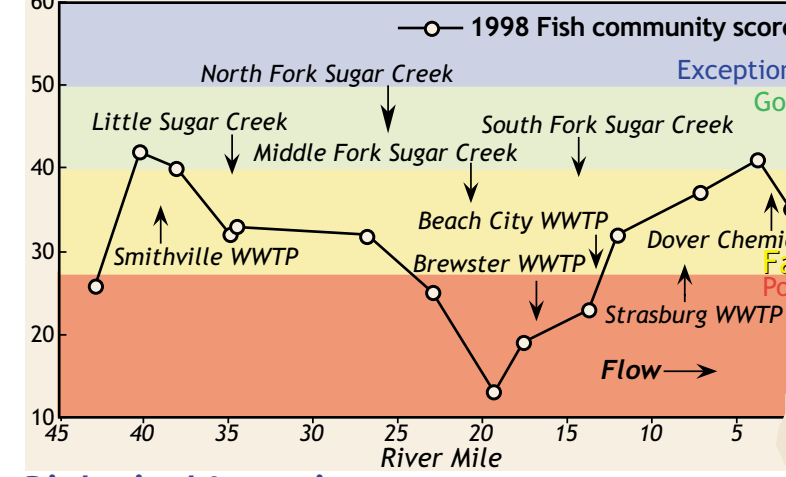 60
1998 Fish community score
50
North Fork Sugar Creek
Exception
Go
Little Sugar Creek
South Fork Sugar Creek
Middle Fork Sugar Creek
40
Beach City WWTP
Smithville WWTP
Dover Chemi
30
Brewster WWTP
Fa
Po
Strasburg WWTP
20
Flow
10
45 40 35 30 25 20 15 10 5
River Mile